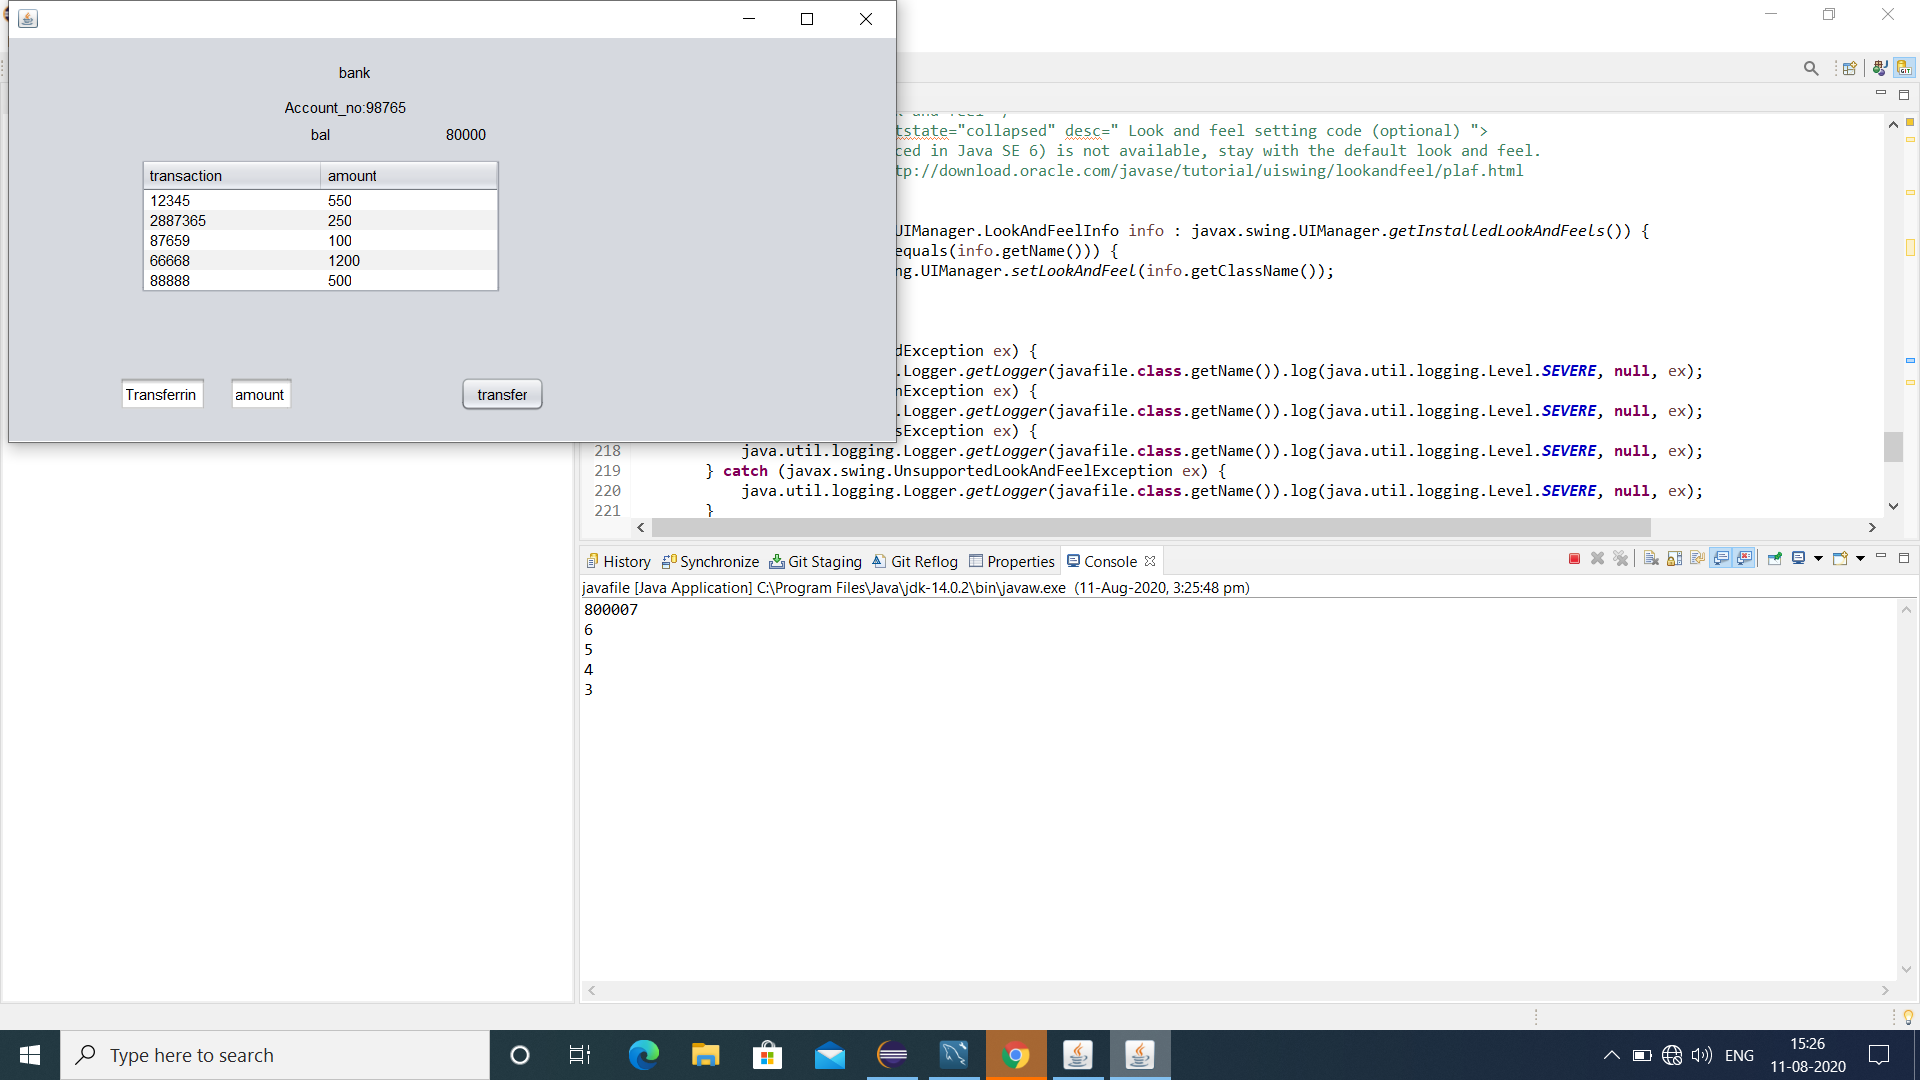 bank
Account_no:98765
bal 80000
transaction amount
12345 550
2887365 250
87659 100
66668 1200
88888 500
Transferrin amount transfer
tstate="collapsed" desc=" Look and feel setting code (optional) ">
ced in Java SE 6) is not available, stay with the default look and feel.
tp://download.oracle.com/javase/tutorial/uiswing/lookandfeel/plaf.html
UIManager.LookAndFeelInfo info : javax.swing.UIManager.getInstalledLookAndFeels()) {
equals(info.getName())) {
ng.UIManager.setLookAndFeel(info.getClassName());
dException ex) {
.Logger.getLogger(javafile.class.getName()).log(java.util.logging.Level.SEVERE, null, ex);
nException ex) {
.Logger.getLogger(javafile.class.getName()).log(java.util.logging.Level.SEVERE, null, ex);
sException ex) {
218 java.util.logging.Logger.getLogger(javafile.class.getName()).log(java.util.logging.Level.SEVERE, null, ex);
219 } catch (javax.swing.UnsupportedLookAndFeelException ex) {
220 java.util.logging.Logger.getLogger(javafile.class.getName()).log(java.util.logging.Level.SEVERE, null, ex);
221 }
History Synchronize Git Staging Git Reflog Properties Console
javafile [Java Application] C:\Program Files\Java\jdk-14.0.2\bin\javaw.exe (11-Aug-2020, 3:25:48 pm)
800007
6
5
4
3
Type here to search
ENG
15:26
11-08-2020